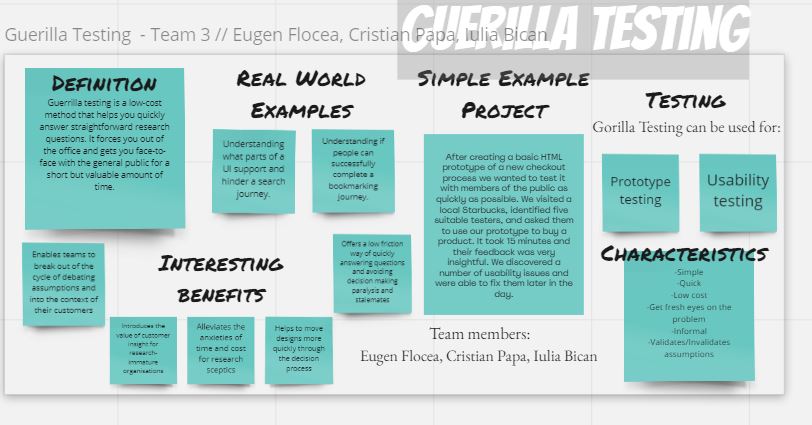 GUERILLA TESTING
Guerilla Testing - Team 3 // Eugen Flocea, Cristian Papa, Iulia Bican
DEFINITION
Guerrilla testing is a low-cost
method that helps you quickly
answer straightforward research
questions. It forces you out of
the office and gets you face-to-
face with the general public for a
short but valuable amount of
time.
REAL WORLD
EXAMPLES
Understanding
what parts of a
UI support and
hinder a search
journey.
Understanding if
people can
successfully
complete a
bookmarking
journey.
SIMPLE EXAMPLE
PROJECT
After creating a basic HTML
prototype of a new checkout
process we wanted to test it
with members of the public as
quickly as possible. We visited a
local Starbucks, identified five
suitable testers, and asked them
to use our prototype to buy a
product. It took 15 minutes and
their feedback was very
insightful. We discovered a
number of usability issues and
were able to fix them later in the
day.
TESTING
Gorilla Testing can be used for:
Prototype
testing
Usability
testing
CHARACTERISTICS
-Simple
-Quick
-Low cost
-Get fresh eyes on the
problem
-Informal
-Validates/Invalidates
assumptions
INTERESTING
BENEFITS
Enables teams to
break out of the
cycle of debating
assumptions and
into the context of
their customers
Introduces the
value of customer
insight for
research-
immature
organisations
Alleviates the
anxieties of
time and cost
for research
sceptics
Helps to move
designs more
quickly through
the decision
process
Offers a low friction
way of quickly
answering questions
and avoiding
decision making
paralysis and
stalemates
Team members:
Eugen Flocea, Cristian Papa, Iulia Bican